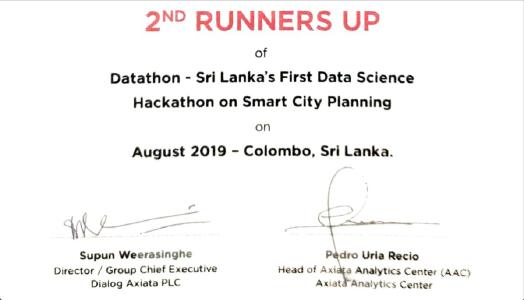 2ND RUNNERS UP
of
Datathon - Sri Lanka's First Data Science
Hackathon on Smart City Planning
on
August 2019 – Colombo, Sri Lanka.
Supun Weerasinghe
Director / Group Chief Executive
Dialog Axiata PLC
Pedro Uria Recio
Head of Axiata Analytics Center (AAC)
Axiata Analytics Center